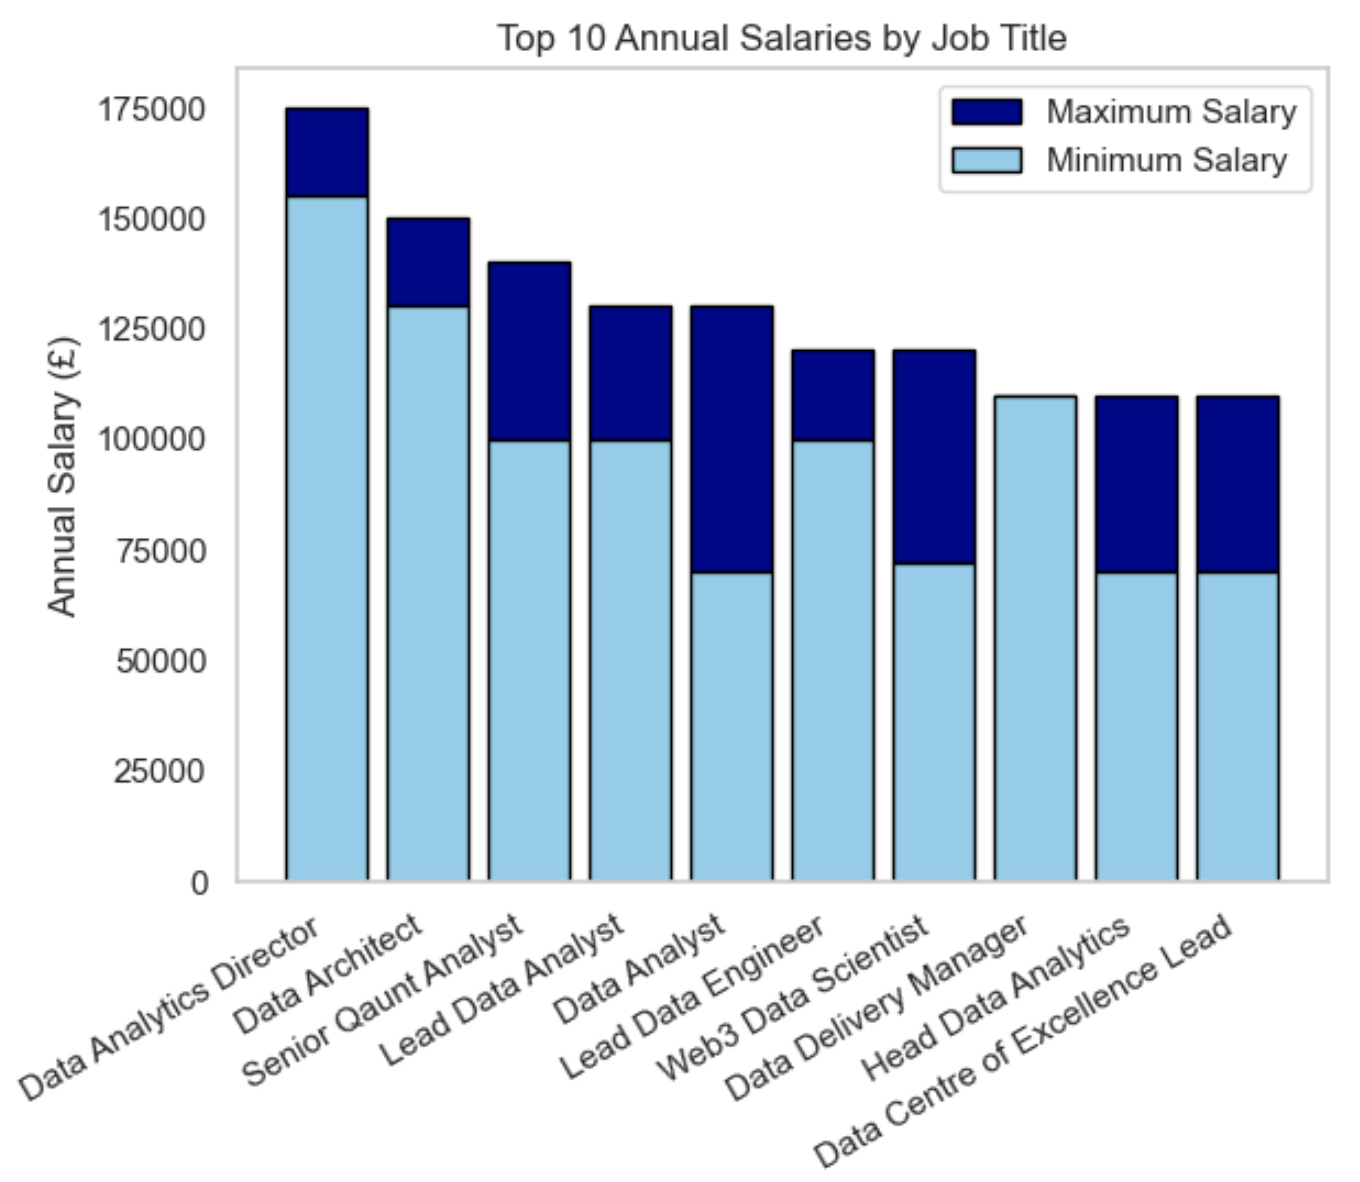 Top 10 Annual Salaries by Job Title
Maximum Salary
Minimum Salary
Annual Salary (£)
175000
150000
125000
100000
75000
50000
25000
0
Data Analytics Director
Data Architect
Senior Qaunt Analyst
Lead Data Analyst
Data Analyst
Lead Data Engineer
Web3 Data Scientist
Data Delivery Manager
Head Data Analytics
Data Centre of Excellence Lead